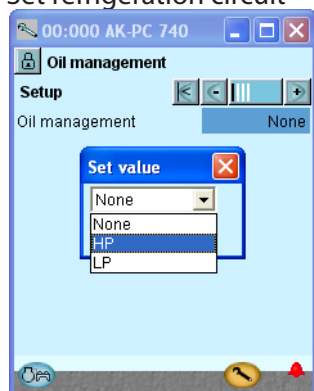 Set refrigeration circuit
00:000 AK-PC 740
Oil management
Setup
Oil management None
Set value
None
None
HP
LP